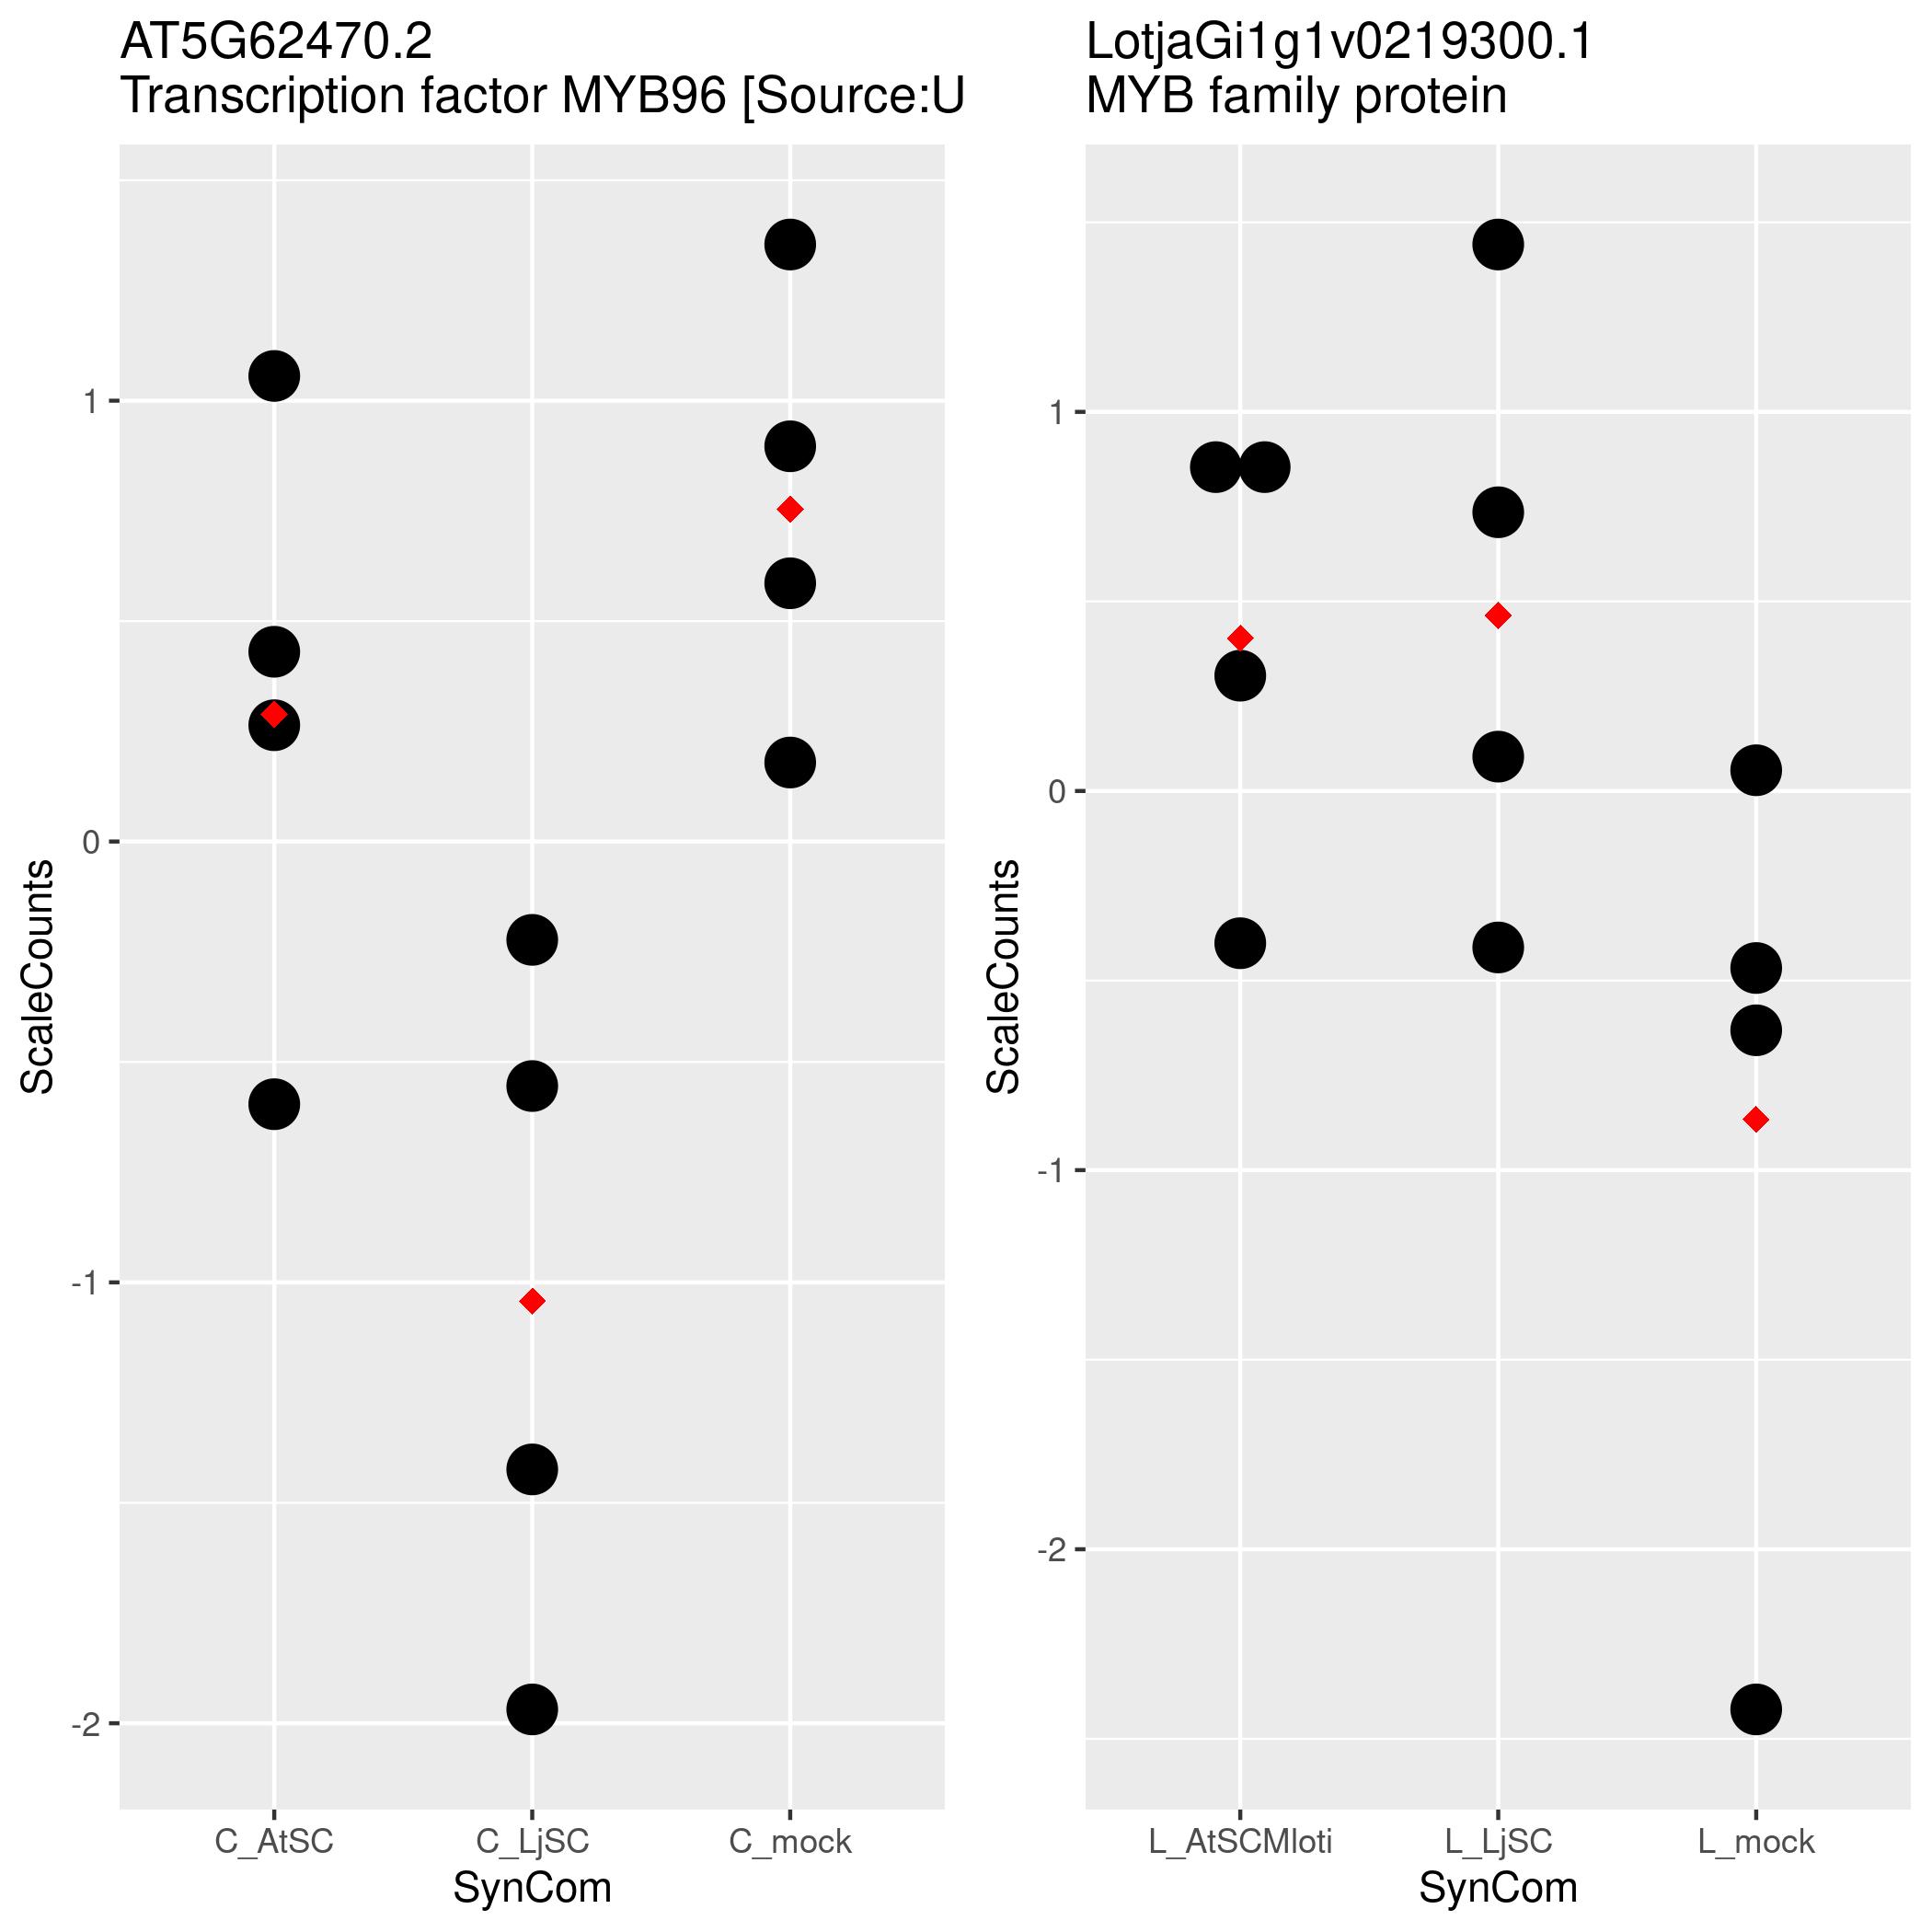 AT5G62470.2
Transcription factor MYB96 [Source:U
ScaleCounts
1
0
-1
-2
C_AtSC
C_LjSC
C_mock
SynCom
LotjaGi1g1v0219300.1
MYB family protein
ScaleCounts
1
0
-1
-2
L_AtSCMloti
L_LjSC
L_mock
SynCom